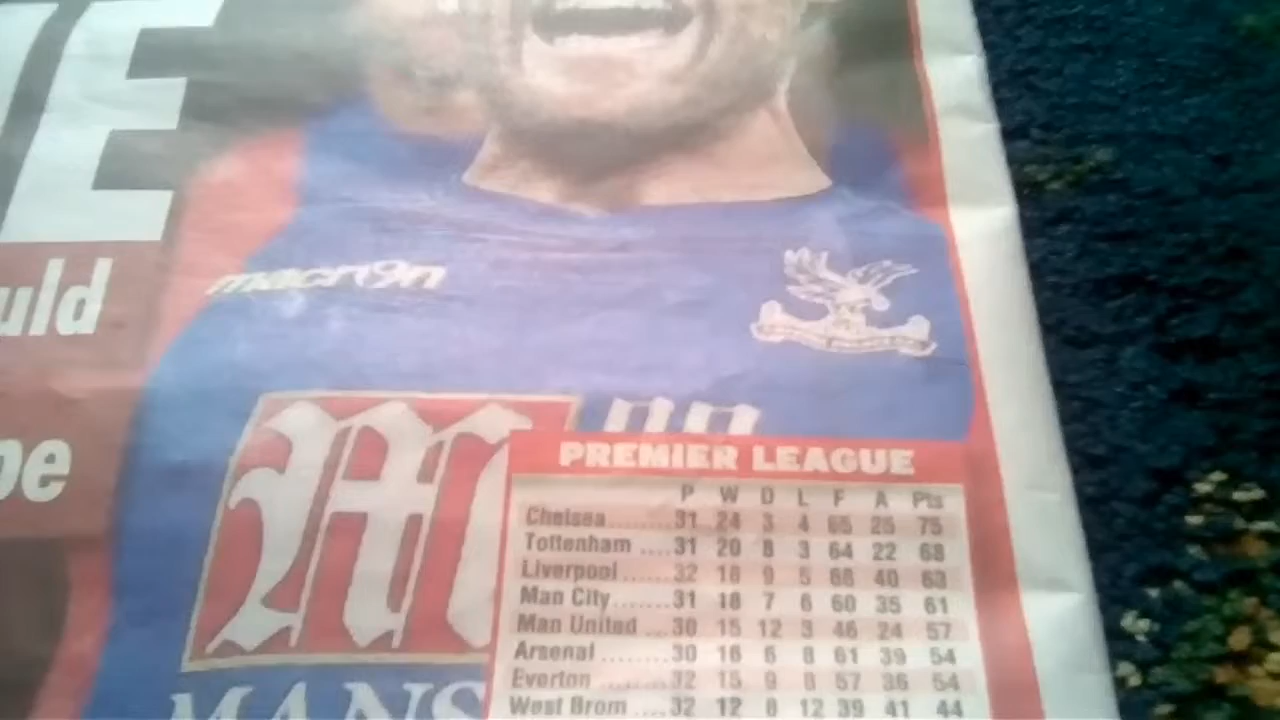 uld
macron
pe
PREMIER LEAGUE
P W D L F A Pts
Chelsea........31 24 3 4 65 25 75
Tottenham ....31 20 8 3 64 22 68
Liverpool......32 18 9 5 66 40 63
Man City.......31 18 7 6 60 35 61
Man United ...30 15 12 3 46 24 57
Arsenal ........30 16 6 8 61 39 54
Everton ........32 15 9 8 57 36 54
West Brom ....32 12 8 12 39 41 44
MANS